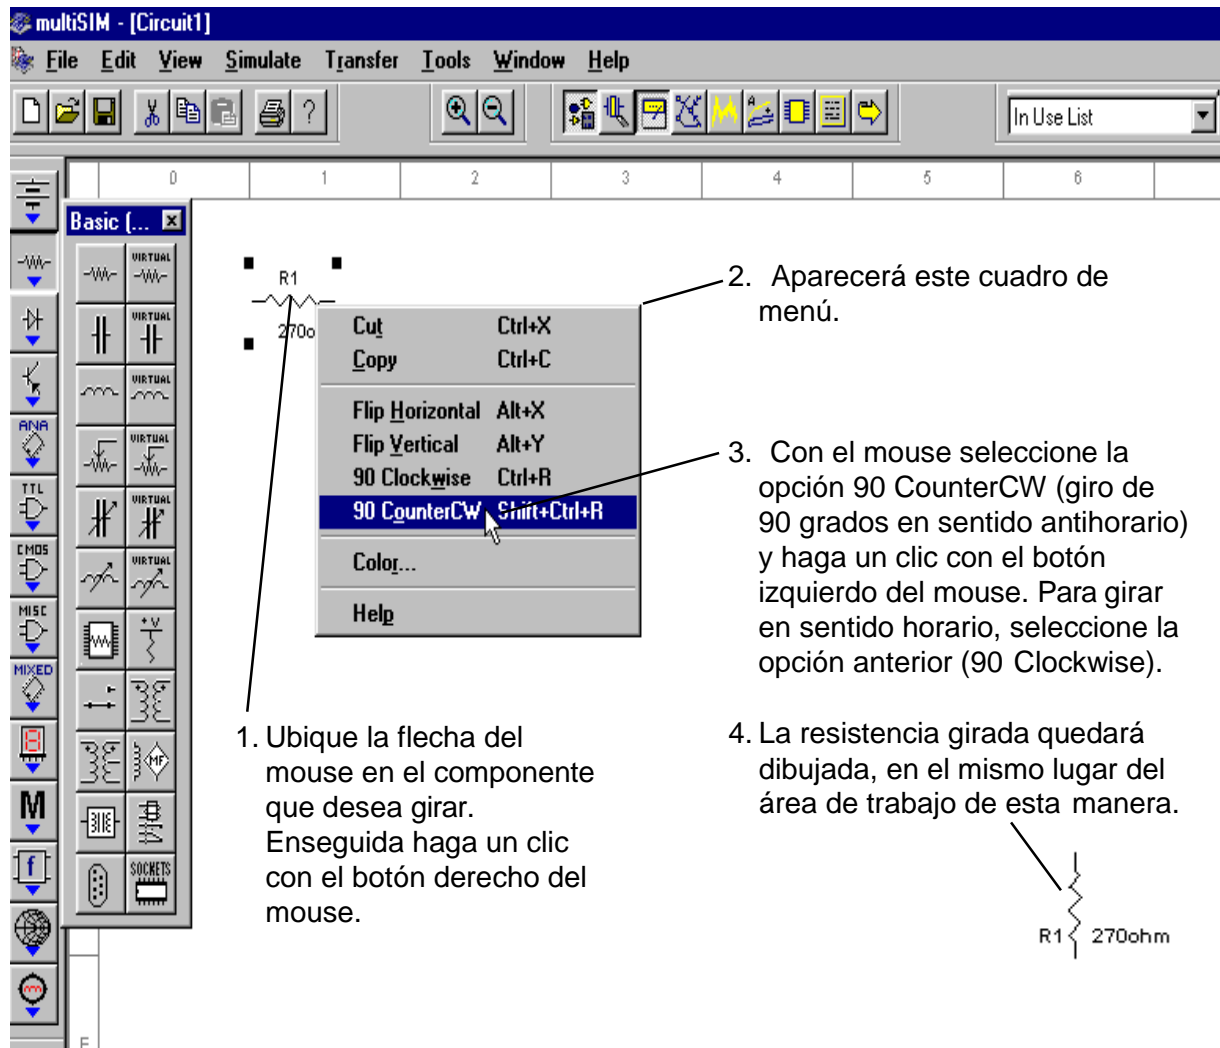 multiSIM - [Circuit1]
File Edit View Simulate Transfer Tools Window Help
In Use List
0 1 2 3 4 5 6
Basic (...
VIRTUAL
VIRTUAL
VIRTUAL
VIRTUAL
VIRTUAL
VIRTUAL
+V
MF
SOCKETS
ANA
TTL
CMOS
MISC
MIXED
M
f
R1
270o
Cut Ctrl+X
Copy Ctrl+C
Flip Horizontal Alt+X
Flip Vertical Alt+Y
90 Clockwise Ctrl+R
90 CounterCW Shift+Ctrl+R
Color...
Help
1. Ubique la flecha del
mouse en el componente
que desea girar.
Enseguida haga un clic
con el botón derecho del
mouse.
2. Aparecerá este cuadro de
menú.
3. Con el mouse seleccione la
opción 90 CounterCW (giro de
90 grados en sentido antihorario)
y haga un clic con el botón
izquierdo del mouse. Para girar
en sentido horario, seleccione la
opción anterior (90 Clockwise).
4. La resistencia girada quedará
dibujada, en el mismo lugar del
área de trabajo de esta manera.
R1 270ohm